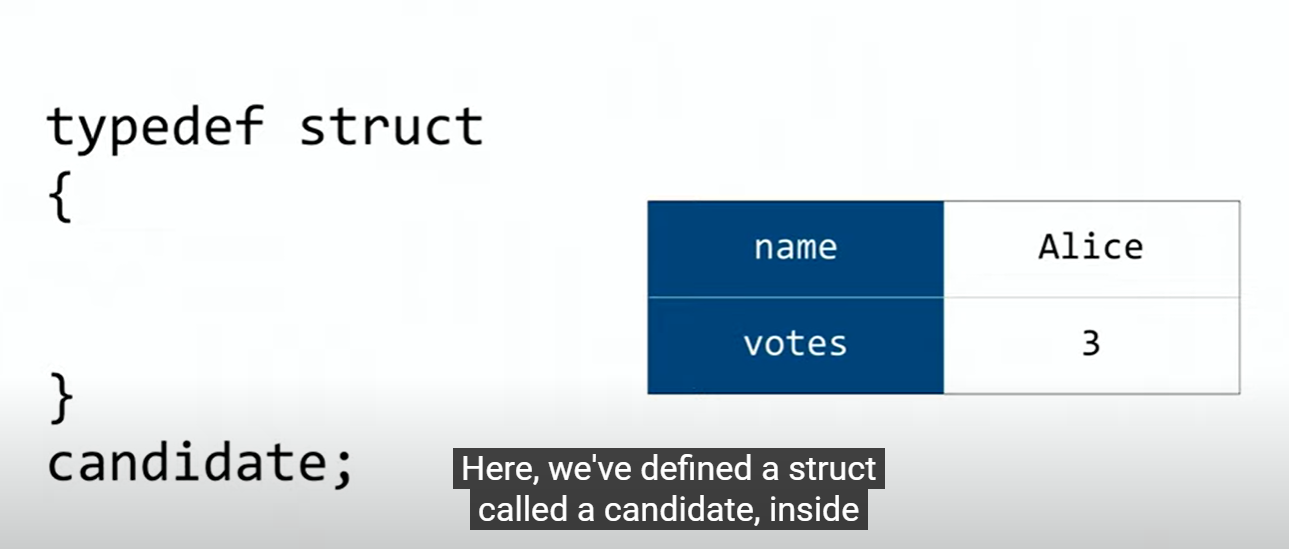 typedef struct
{
}
candidate;
name Alice
votes 3
Here, we've defined a struct
called a candidate, inside